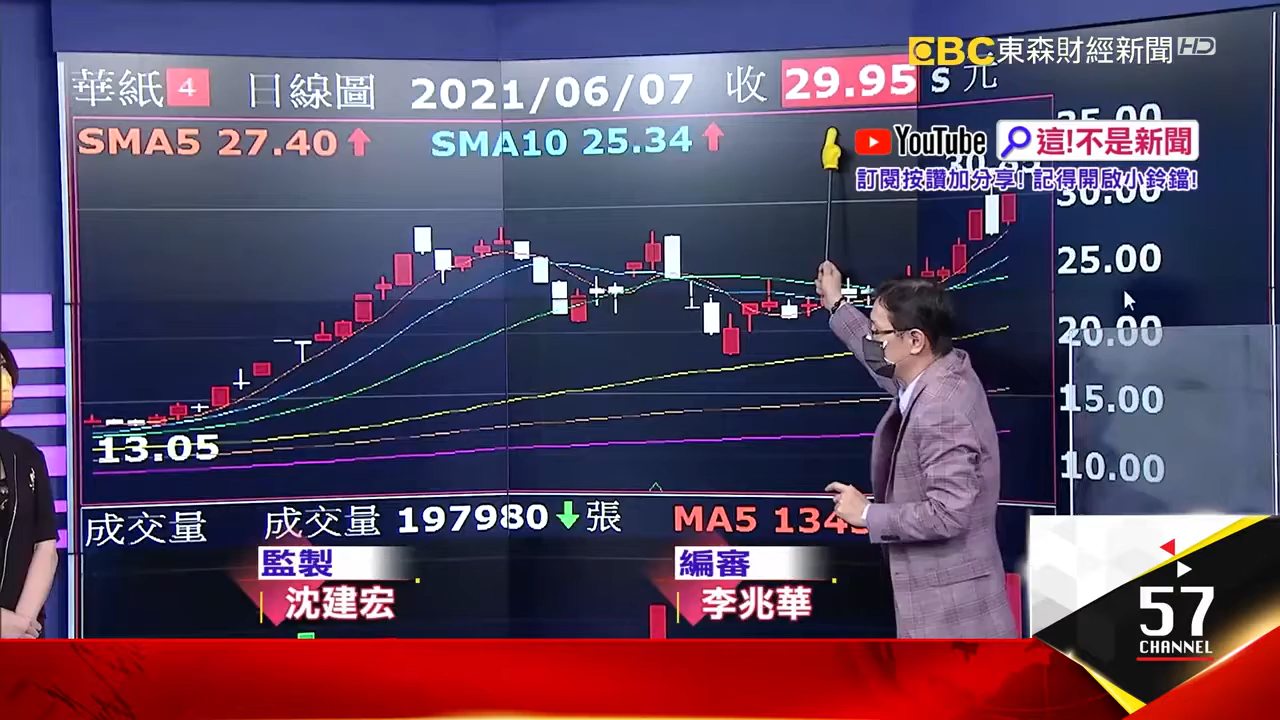 EBC 東森財經新聞 HD
華紙 4 日線圖 2021/06/07 收 29.95 s 元
SMA5 27.40 SMA10 25.34
YouTube 這!不是新聞
訂閱按讚加分享! 記得開啟小鈴鐺!
30.00
25.00
20.00
15.00
10.00
13.05
成交量 成交量 197980 張 MA5
監製
沈建宏
編審
李兆華
57
CHANNEL